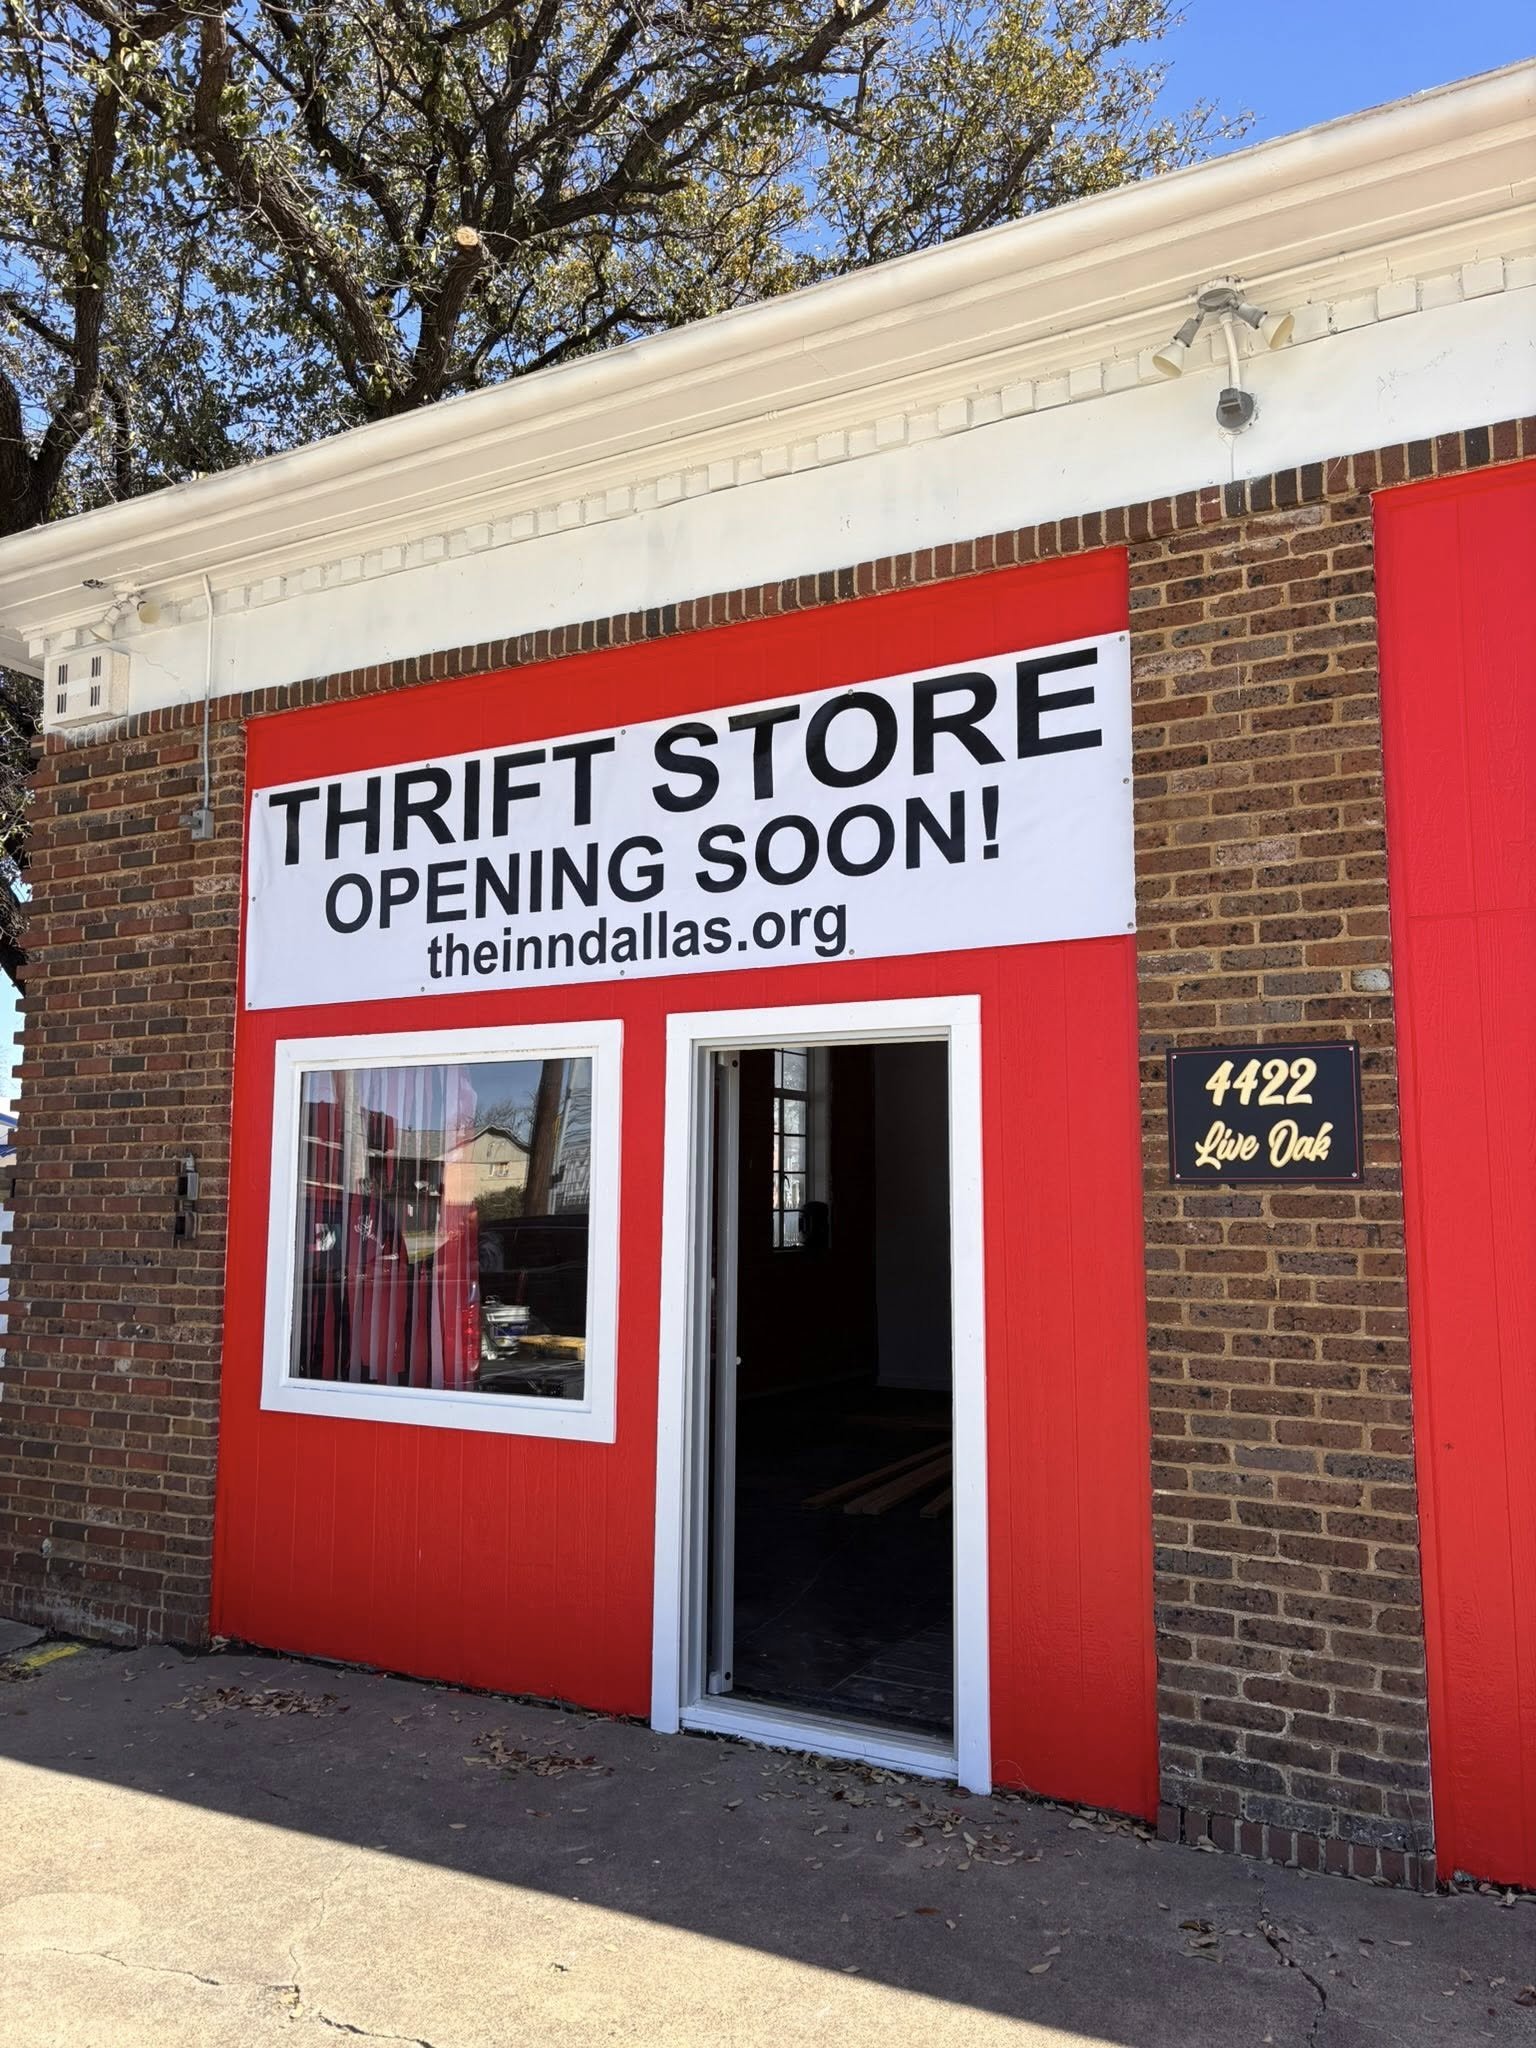 THRIFT STORE
OPENING SOON!
theinndallas.org
4422
Live Oak